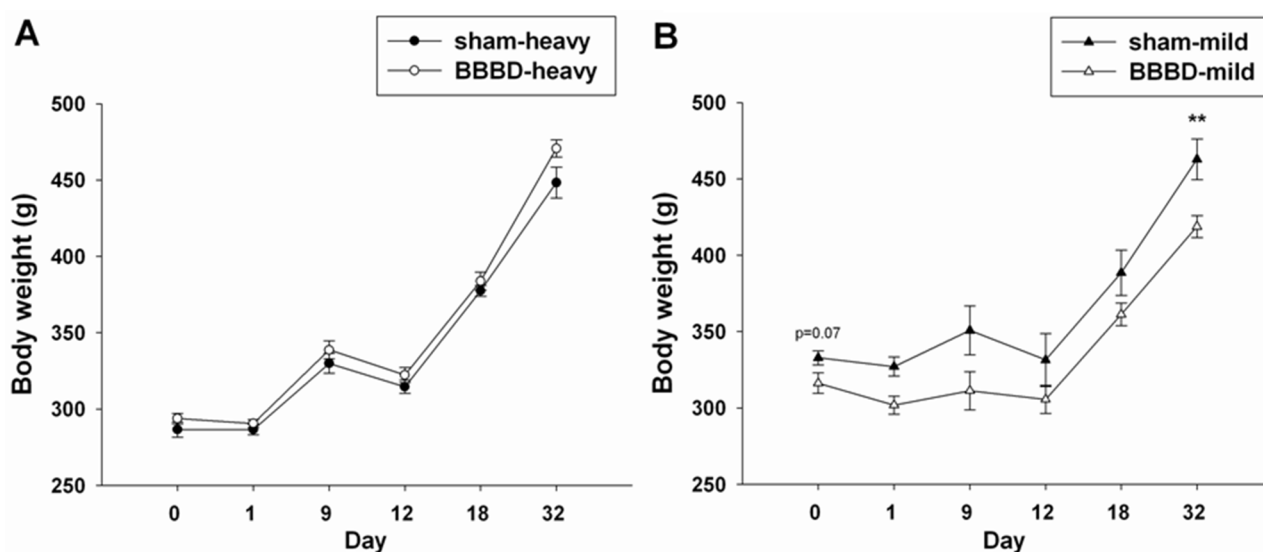 A
sham-heavy
BBBD-heavy
Body weight (g)
500
450
400
350
300
250
0 1 9 12 18 32
Day
B
sham-mild
BBBD-mild
Body weight (g)
500
450
400
350
300
250
p=0.07
**
0 1 9 12 18 32
Day